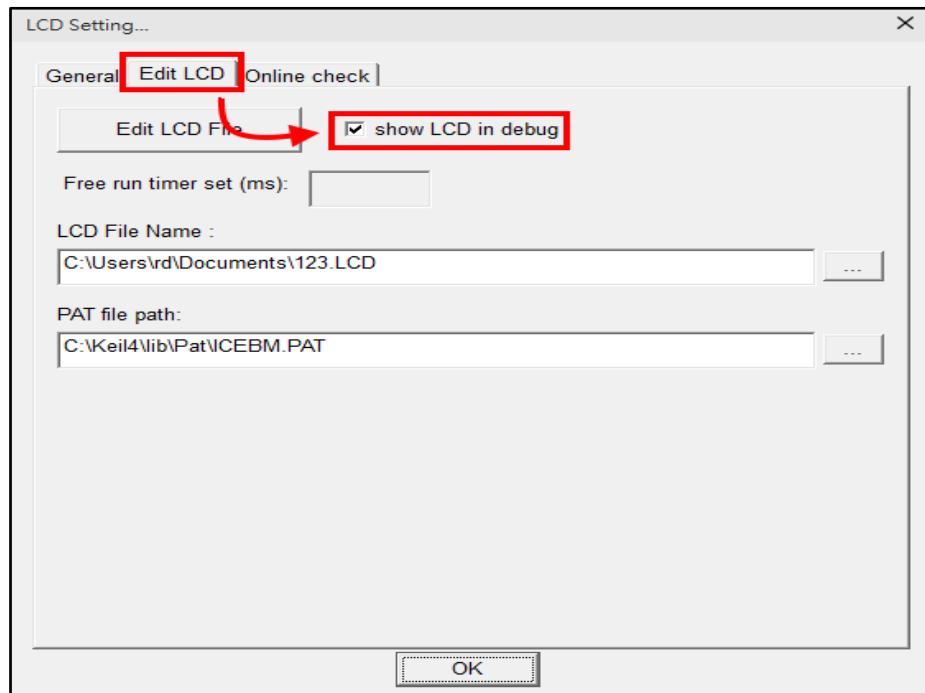 LCD Setting...
General Edit LCD Online check
Edit LCD File show LCD in debug
Free run timer set (ms):
LCD File Name :
C:\Users\rd\Documents\123.LCD ...
PAT file path:
C:\Keil4\lib\Pat\ICEBM.PAT ...
OK